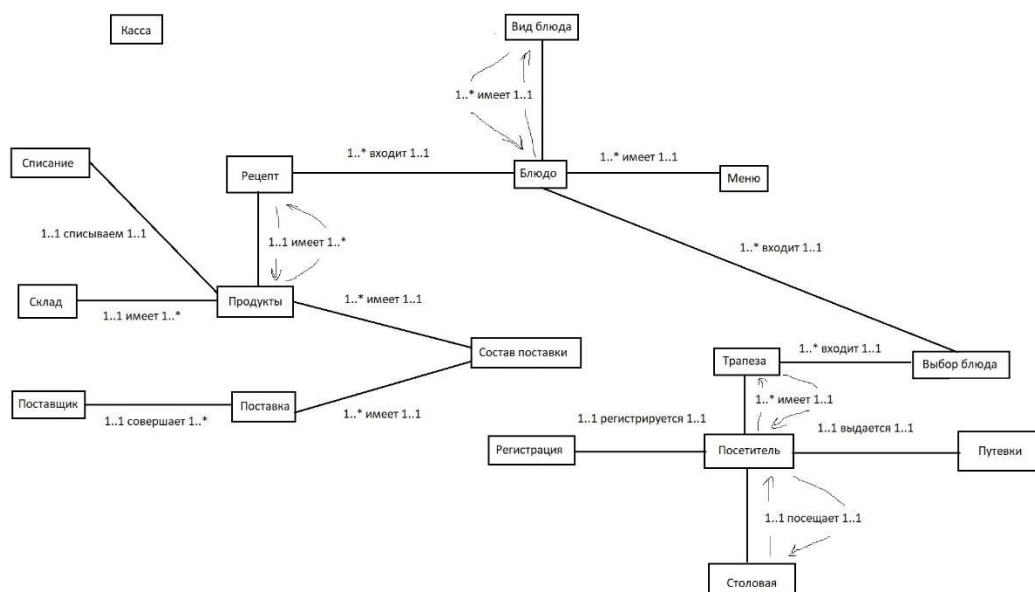 Касса
Вид блюда
1..* имеет 1..1
Списание
1..* входит 1..1
1..* имеет 1..1
Рецепт
Блюдо
Меню
1..1 списываем 1..1
1..1 имеет 1..*
1..* входит 1..1
Склад
Продукты
1..* имеет 1..1
1..1 имеет 1..*
Состав поставки
Трапеза
1..* входит 1..1
Выбор блюда
Поставщик
Поставка
1..1 совершает 1..*
1..* имеет 1..1
1..* имеет 1..1
1..1 регистрируется 1..1
1..1 выдается 1..1
Регистрация
Посетитель
Путевки
1..1 посещает 1..1
Столовая